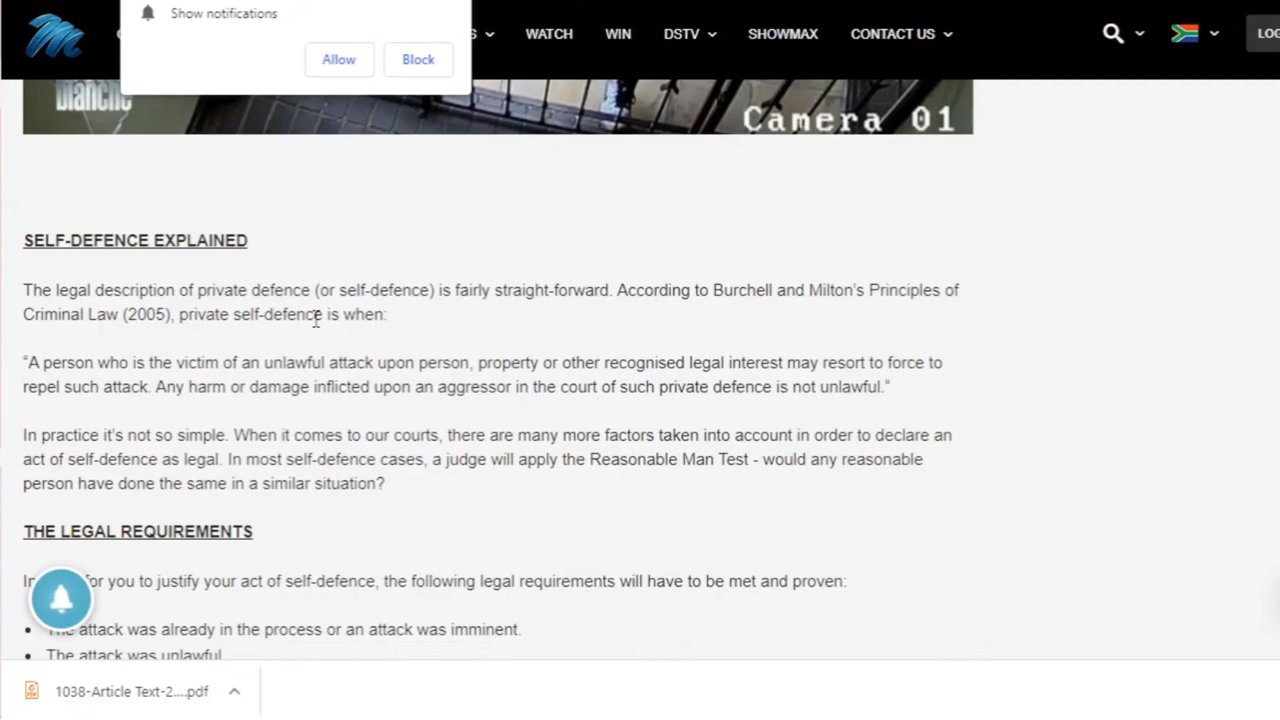 Show notifications
Allow
Block
WATCH
WIN
DSTV
SHOWMAX
CONTACT US
blanche
Camera 01
SELF-DEFENCE EXPLAINED
The legal description of private defence (or self-defence) is fairly straight-forward. According to Burchell and Milton's Principles of
Criminal Law (2005), private self-defence is when:
“A person who is the victim of an unlawful attack upon person, property or other recognised legal interest may resort to force to
repel such attack. Any harm or damage inflicted upon an aggressor in the court of such private defence is not unlawful.“
In practice it's not so simple. When it comes to our courts, there are many more factors taken into account in order to declare an
act of self-defence as legal. In most self-defence cases, a judge will apply the Reasonable Man Test - would any reasonable
person have done the same in a similar situation?
THE LEGAL REQUIREMENTS
for you to justify your act of self-defence, the following legal requirements will have to be met and proven:
• The attack was already in the process or an attack was imminent.
• The attack was unlawful
1038-Article Text-2....pdf